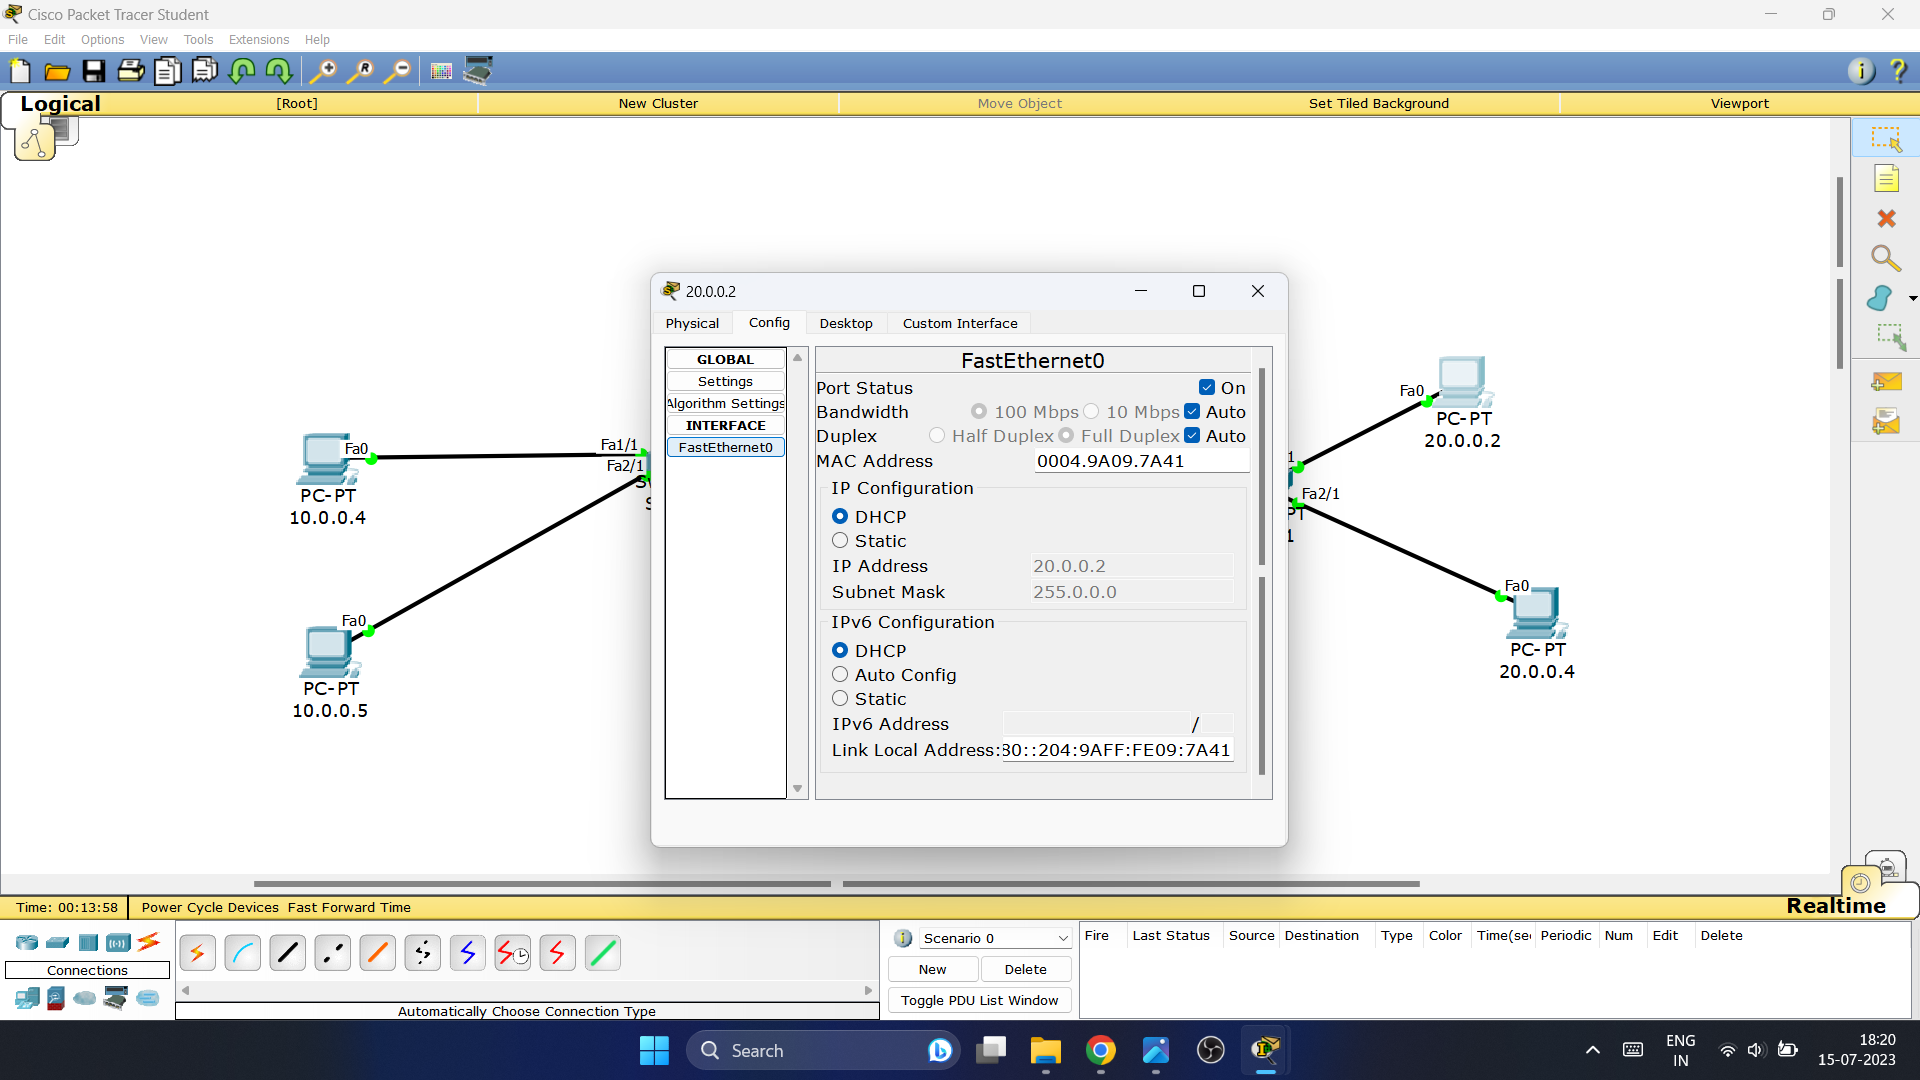 Cisco Packet Tracer Student
File Edit Options View Tools Extensions Help
Logical [Root] New Cluster Move Object Set Tiled Background Viewport
20.0.0.2
Physical Config Desktop Custom Interface
GLOBAL
Settings
Algorithm Settings
INTERFACE
FastEthernet0
FastEthernet0
Port Status On
Bandwidth 100 Mbps 10 Mbps Auto
Duplex Half Duplex Full Duplex Auto
MAC Address 0004.9A09.7A41
IP Configuration
DHCP
Static
IP Address 20.0.0.2
Subnet Mask 255.0.0.0
IPv6 Configuration
DHCP
Auto Config
Static
IPv6 Address /
Link Local Address: 80::204:9AFF:FE09:7A41
Fa0
PC-PT
10.0.0.4
Fa1/1
Fa2/1
Fa0
PC-PT
10.0.0.5
Fa0
PC-PT
20.0.0.2
1
Fa2/1
PT
1
Fa0
PC-PT
20.0.0.4
Time: 00:13:58 Power Cycle Devices Fast Forward Time Realtime
Connections
Automatically Choose Connection Type
Scenario 0
New Delete
Toggle PDU List Window
Fire Last Status Source Destination Type Color Time(sec Periodic Num Edit Delete
Search
ENG
IN
18:20
15-07-2023